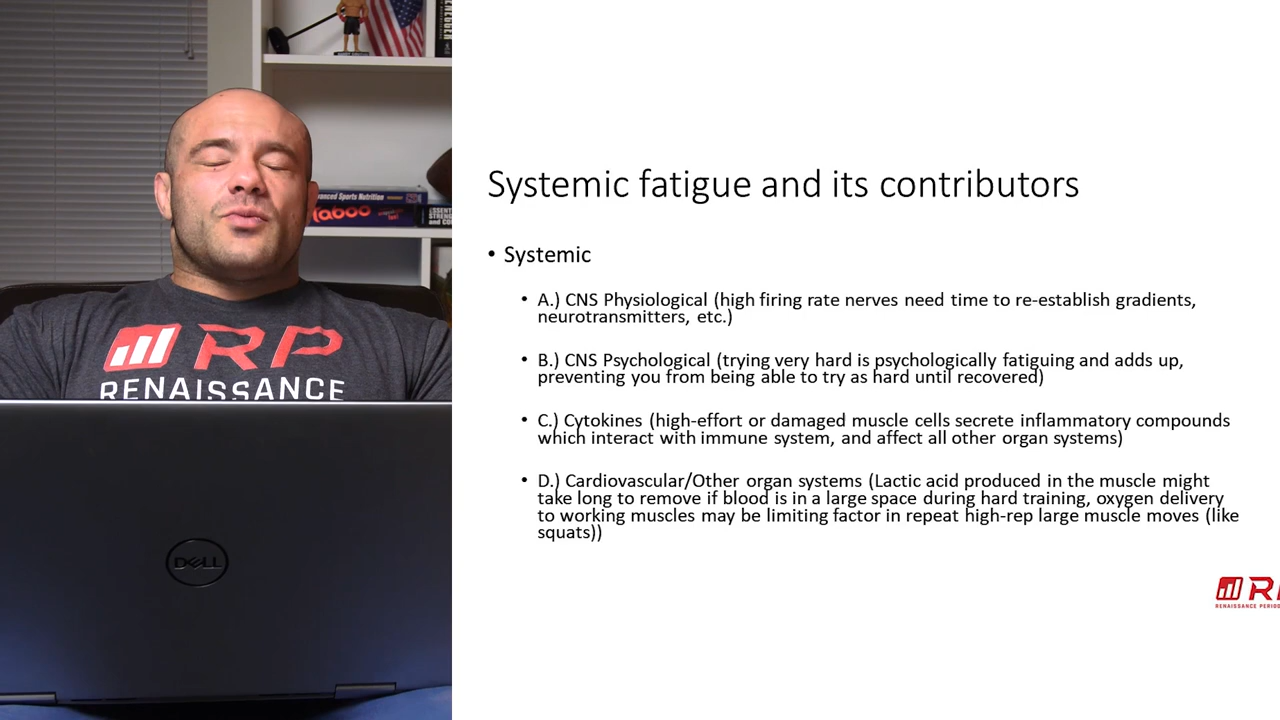 Systemic fatigue and its contributors
• Systemic
• A.) CNS Physiological (high firing rate nerves need time to re-establish gradients,
neurotransmitters, etc.)
• B.) CNS Psychological (trying very hard is psychologically fatiguing and adds up,
preventing you from being able to try as hard until recovered)
• C.) Cytokines (high-effort or damaged muscle cells secrete inflammatory compounds
which interact with immune system, and affect all other organ systems)
• D.) Cardiovascular/Other organ systems (Lactic acid produced in the muscle might
take long to remove if blood is in a large space during hard training, oxygen delivery
to working muscles may be limiting factor in repeat high-rep large muscle moves (like
squats))
RP
RENAISSANCE
DELL
Sports Nutrition
Taboo
RENAISSANCE